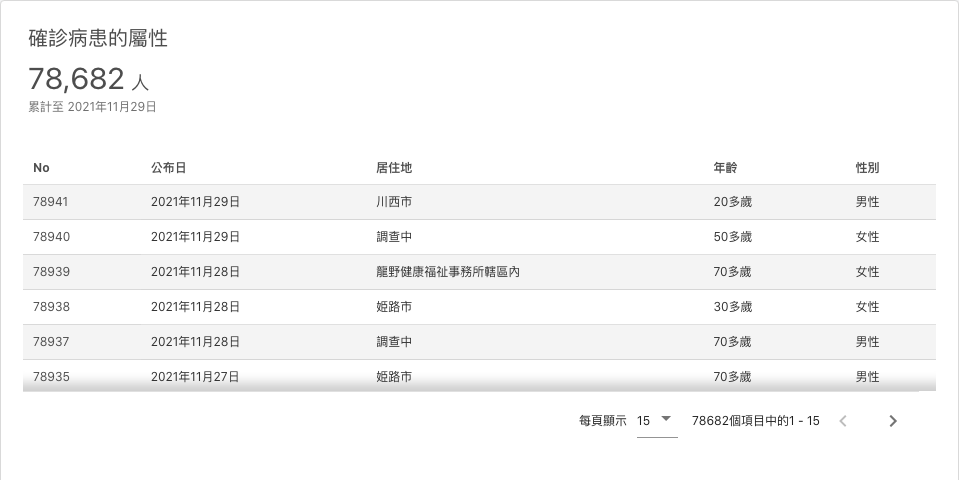 確診病患的屬性
78,682 人
累計至 2021年11月29日
No 公布日 居住地 年齡 性別
78941 2021年11月29日 川西市 20多歲 男性
78940 2021年11月29日 調查中 50多歲 女性
78939 2021年11月28日 龍野健康福祉事務所轄區內 70多歲 女性
78938 2021年11月28日 姫路市 30多歲 女性
78937 2021年11月28日 調查中 70多歲 男性
78935 2021年11月27日 姫路市 70多歲 男性
每頁顯示 15 78682個項目中的1 - 15